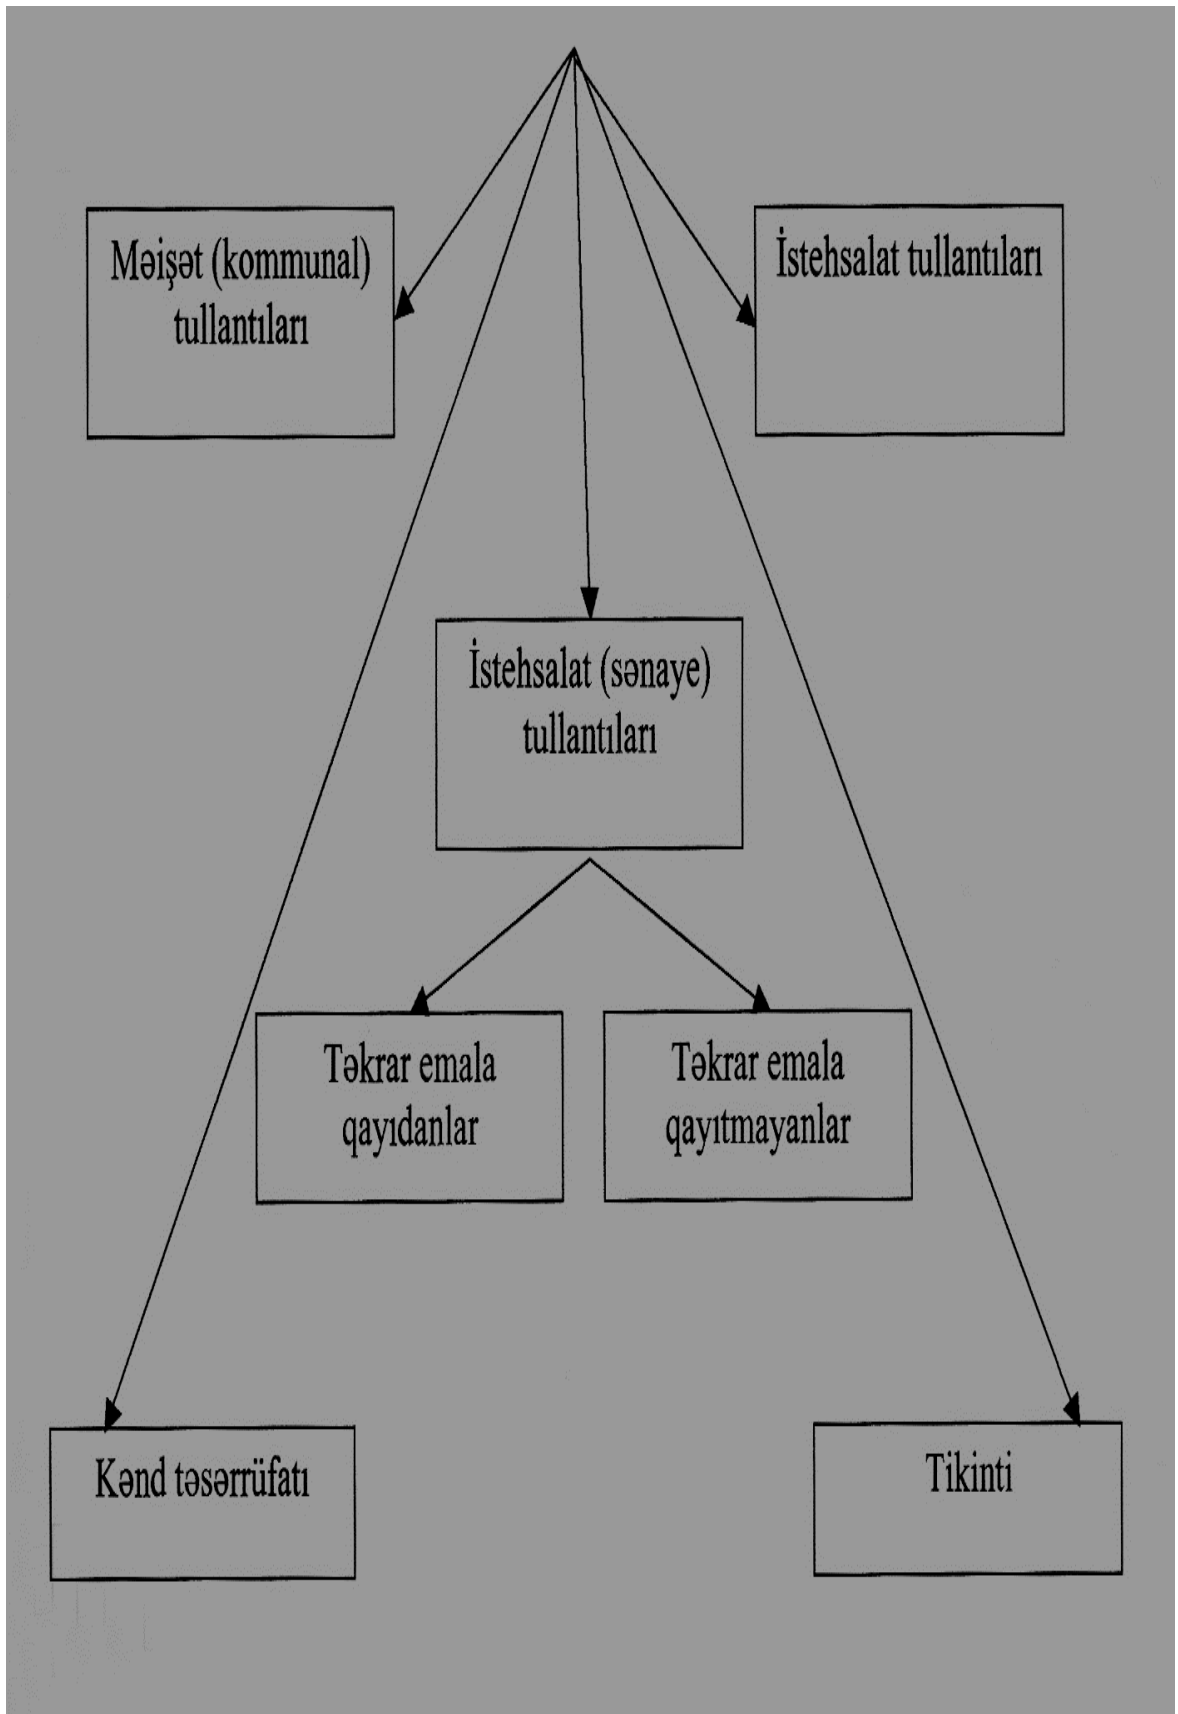 Məişət (kommunal)
tullantıları
İstehsalat tullantıları
İstehsalat (sənaye)
tullantıları
Təkrar emala
qayıdanlar
Təkrar emala
qayıtmayanlar
Kənd təsərrüfatı
Tikinti